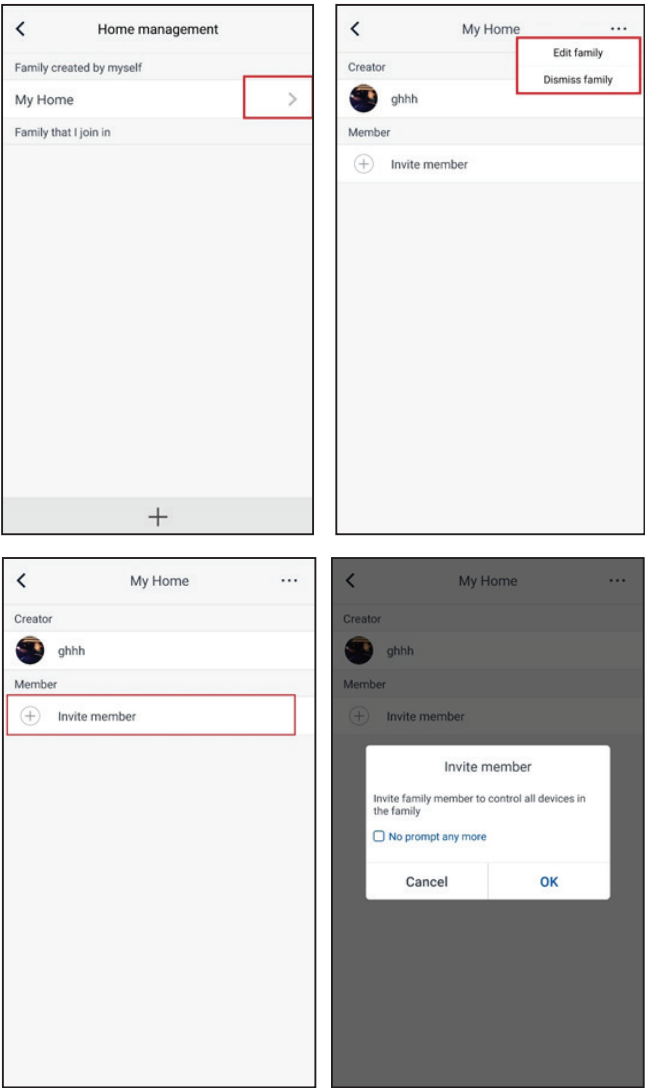 Home management
Family created by myself
My Home
Family that I join in
My Home
Edit family
Dismiss family
Creator
ghhh
Member
Invite member
My Home
Creator
ghhh
Member
Invite member
My Home
Creator
ghhh
Member
Invite member
Invite member
Invite family member to control all devices in
the family
No prompt any more
Cancel OK